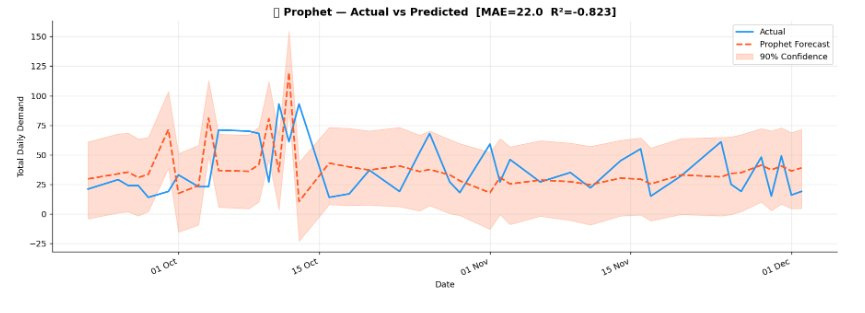 ▯ Prophet — Actual vs Predicted [MAE=22.0 R²=-0.823]
Actual
Prophet Forecast
90% Confidence
150
125
100
75
50
25
0
−25
Total Daily Demand
01 Oct
15 Oct
01 Nov
15 Nov
01 Dec
Date